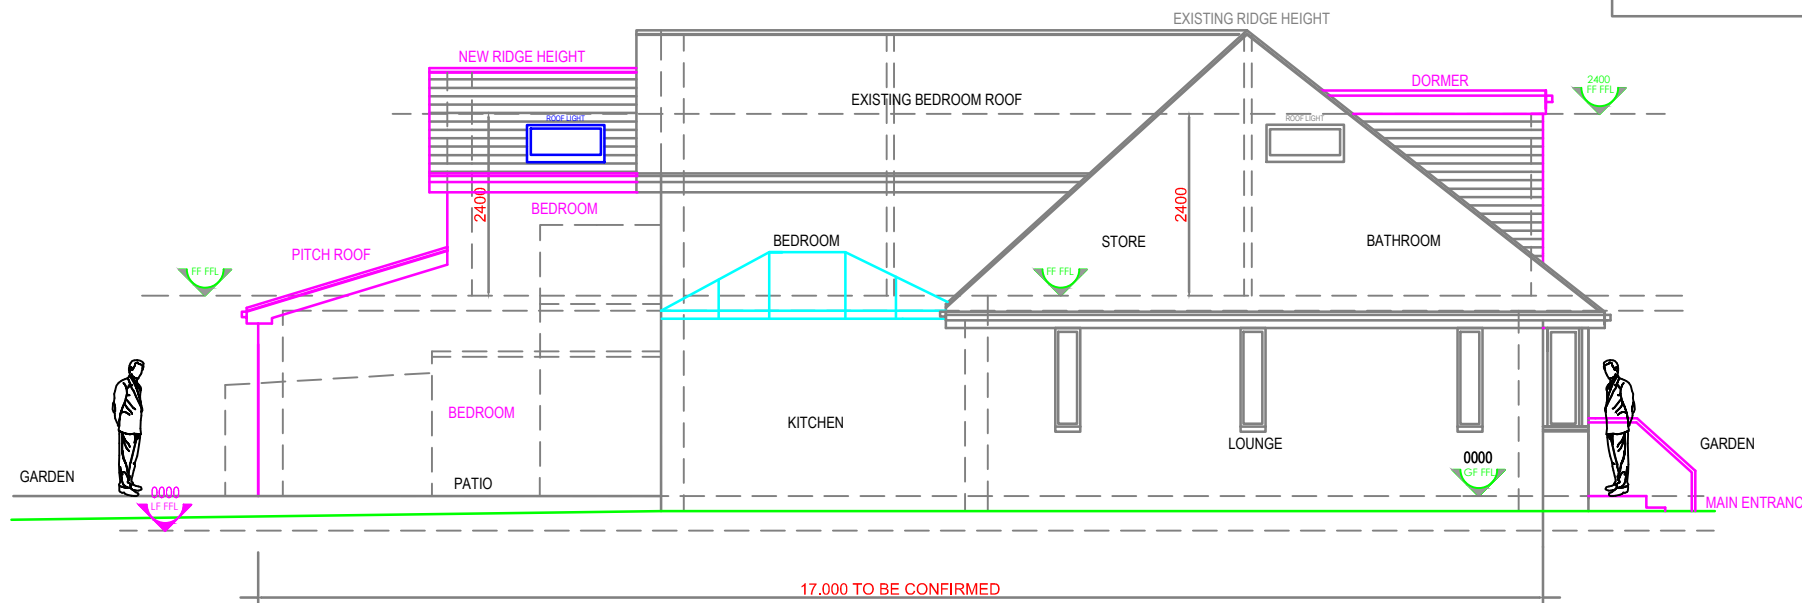 EXISTING RIDGE HEIGHT
NEW RIDGE HEIGHT
DORMER
2400
FF FFL
EXISTING BEDROOM ROOF
ROOF LIGHT
ROOF LIGHT
2400
2400
BEDROOM
PITCH ROOF
BEDROOM
STORE
BATHROOM
FF FFL
FF FFL
BEDROOM
KITCHEN
LOUNGE
GARDEN
0000
GF FFL
GARDEN
PATIO
0000
LF FFL
MAIN ENTRANC
17.000 TO BE CONFIRMED